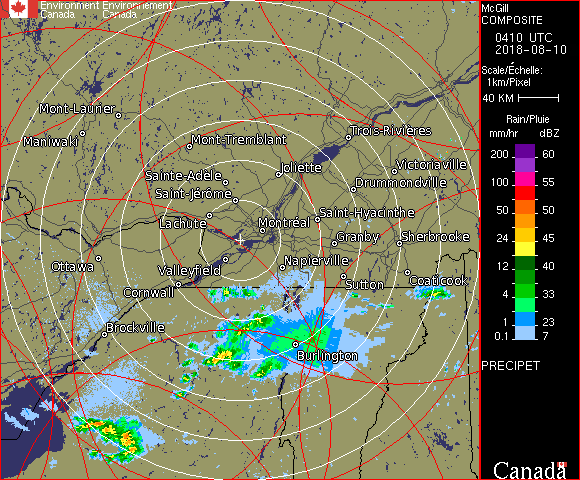 Environment Environnement
Canada Canada
McGill
COMPOSITE
0410 UTC
2018-08-10
Scale/Échelle:
1km/Pixel
40 KM
Rain/Pluie
mm/hr dBZ
200 60
100 55
50 50
24 45
12 40
4 33
1 23
0.1 7
PRECIPET
Canada
Mont-Laurier
Maniwaki
Mont-Tremblant
Trois-Rivières
Sainte-Adèle
Joliette
Victoriaville
Saint-Jérôme
Drummondville
Lachute
Montréal
Saint-Hyacinthe
Granby
Sherbrooke
Ottawa
Valleyfield
Napierville
Cornwall
Sutton
Coaticook
Brockville
Burlington